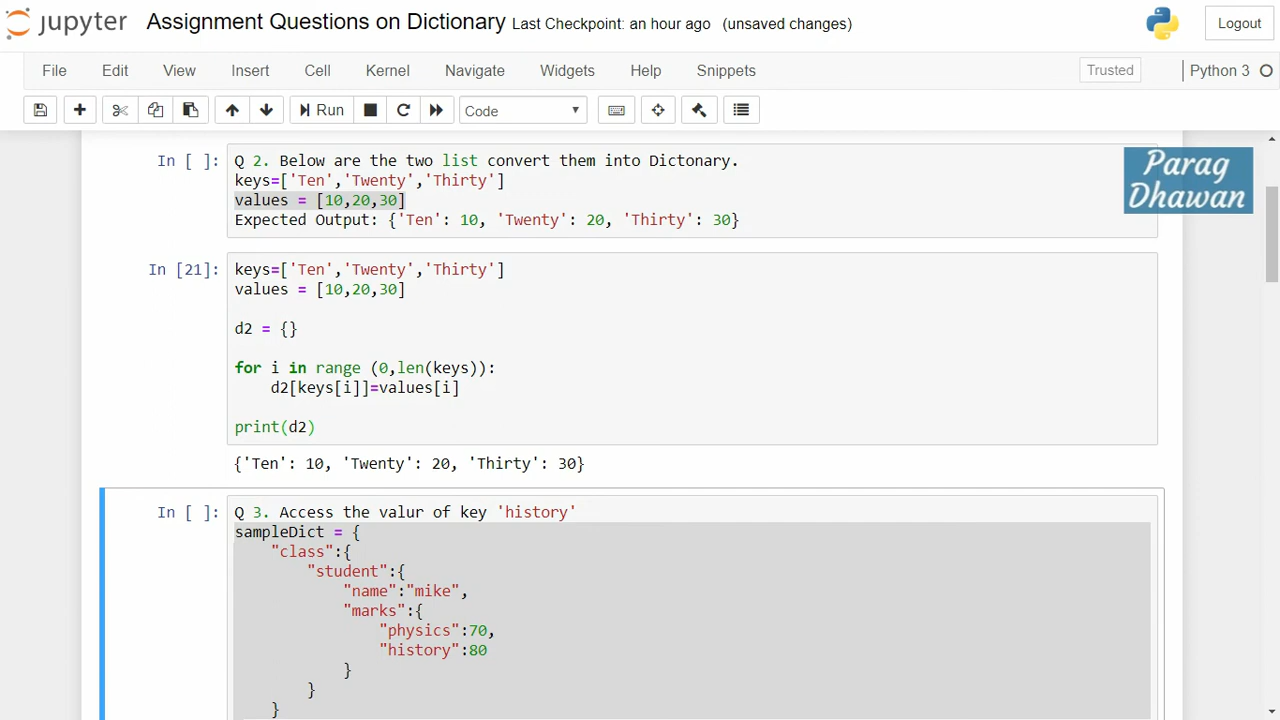 jupyter Assignment Questions on Dictionary Last Checkpoint: an hour ago (unsaved changes) Logout
File Edit View Insert Cell Kernel Navigate Widgets Help Snippets Trusted Python 3
Run Code
Parag
Dhawan
In [ ]: Q 2. Below are the two list convert them into Dictonary.
keys=['Ten','Twenty','Thirty']
values = [10,20,30]
Expected Output: {'Ten': 10, 'Twenty': 20, 'Thirty': 30}
In [21]: keys=['Ten','Twenty','Thirty']
values = [10,20,30]
d2 = {}
for i in range (0,len(keys)):
    d2[keys[i]]=values[i]
print(d2)
{'Ten': 10, 'Twenty': 20, 'Thirty': 30}
In [ ]: Q 3. Access the valur of key 'history'
sampleDict = {
    "class":{
        "student":{
            "name":"mike",
            "marks":{
                "physics":70,
                "history":80
            }
        }
    }